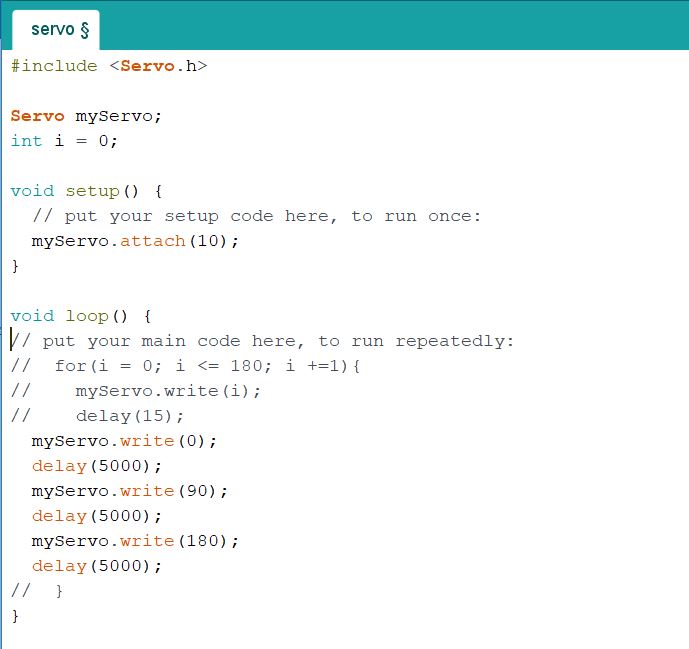 servo §
#include <Servo.h>
Servo myServo;
int i = 0;
void setup() {
  // put your setup code here, to run once:
  myServo.attach(10);
}
void loop() {
// put your main code here, to run repeatedly:
//  for(i = 0; i <= 180; i +=1){
//    myServo.write(i);
//    delay(15);
  myServo.write(0);
  delay(5000);
  myServo.write(90);
  delay(5000);
  myServo.write(180);
  delay(5000);
//  }
}